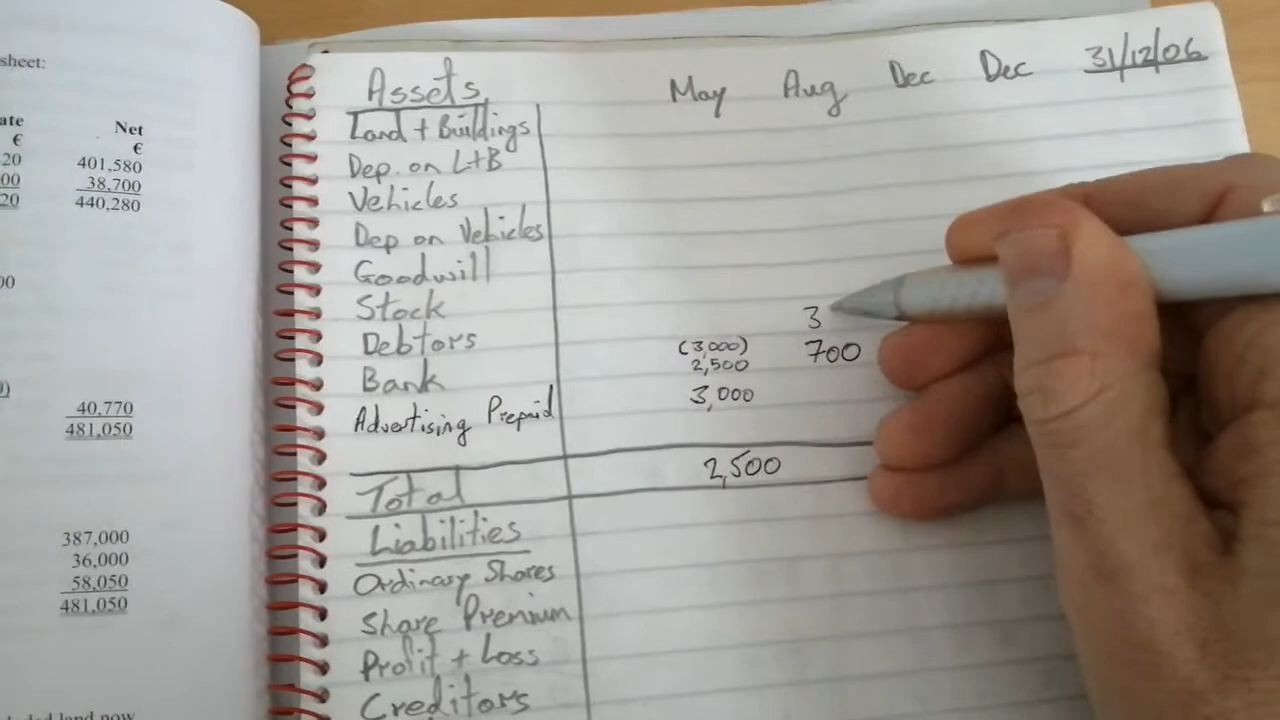 sheet:
ate Net
€ €
20 401,580
00 38,700
20 440,280
00
)
40,770
481,050
387,000
36,000
58,050
481,050
land now
Assets May Aug Dec Dec 31/12/06
Land + Buildings
Dep. on L+B
Vehicles
Dep on Vehicles
Goodwill
Stock 3
Debtors (3,000) 700
2,500
Bank 3,000
Advertising Prepaid
Total 2,500
Liabilities
Ordinary Shares
Share Premium
Profit + Loss
Creditors